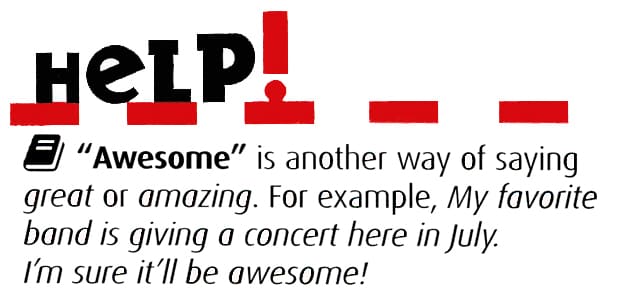 HeLP!
“Awesome” is another way of saying
great or amazing. For example, My favorite
band is giving a concert here in July.
I’m sure it’ll be awesome!